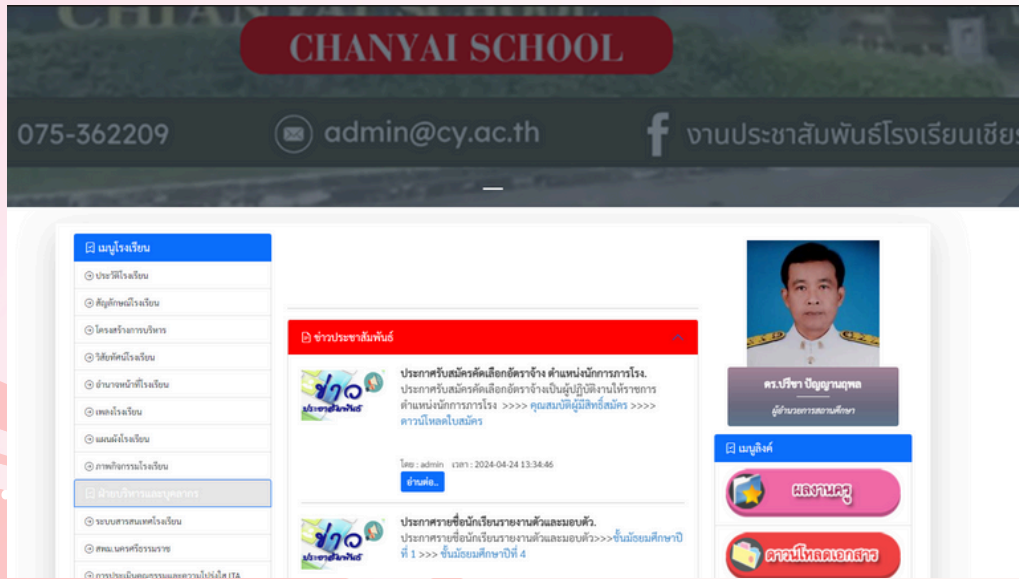 CHIANYAI SCHOOL
CHANYAI SCHOOL
075-362209
admin@cy.ac.th
งานประชาสัมพันธ์โรงเรียนเชียร
เมนูโรงเรียน
ประวัติโรงเรียน
สัญลักษณ์โรงเรียน
โครงสร้างการบริหาร
วิสัยทัศน์โรงเรียน
อำนาจหน้าที่โรงเรียน
เพลงโรงเรียน
แผนผังโรงเรียน
ภาพกิจกรรมโรงเรียน
ฝ่ายบริหารและบุคลากร
ระบบสารสนเทศโรงเรียน
สพม.นครศรีธรรมราช
การประเมินคุณธรรมและความโปร่งใส ITA
ข่าวประชาสัมพันธ์
ข่าว
ประชาสัมพันธ์
ประกาศรับสมัครคัดเลือกอัตราจ้าง ตำแหน่งนักการภารโรง.
ประกาศรับสมัครคัดเลือกอัตราจ้างเป็นผู้ปฏิบัติงานให้ราชการ
ตำแหน่งนักการภารโรง >>>> คุณสมบัติผู้มีสิทธิ์สมัคร >>>>
ดาวน์โหลดใบสมัคร
โดย : admin เวลา : 2024-04-24 13:34:46
อ่านต่อ..
ข่าว
ประชาสัมพันธ์
ประกาศรายชื่อนักเรียนรายงานตัวและมอบตัว.
ประกาศรายชื่อนักเรียนรายงานตัวและมอบตัว>>>>ชั้นมัธยมศึกษาปี
ที่ 1 >>> ชั้นมัธยมศึกษาปีที่ 4
ดร.ปรีชา ปัญญานฤพล
ผู้อำนวยการสถานศึกษา
เมนูลิงค์
ผลงานครู
ดาวน์โหลดเอกสาร